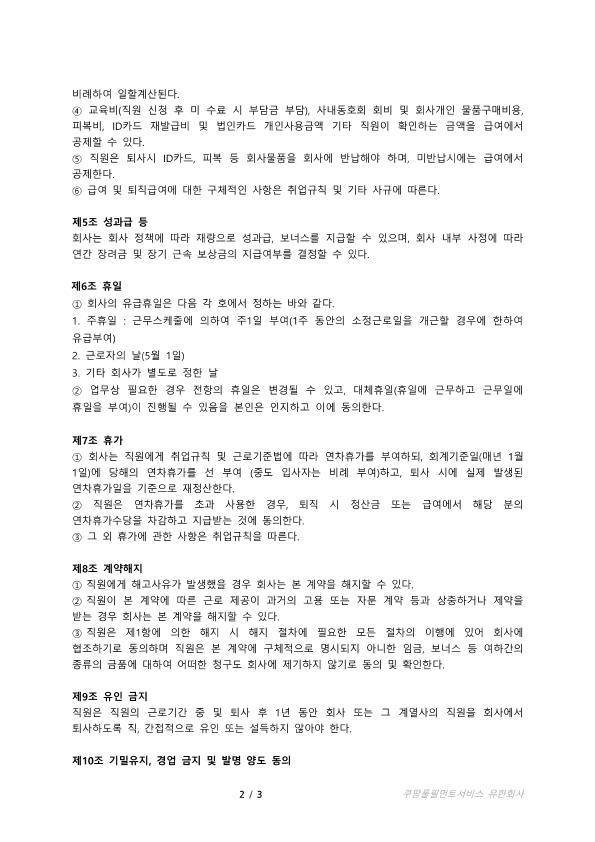 비례하여 일할계산된다.
④ 교육비(직원 신청 후 미 수료 시 부담금 부담), 사내동호회 회비 및 회사개인 물품구매비용,
피복비, ID카드 재발급비 및 법인카드 개인사용금액 기타 직원이 확인하는 금액을 급여에서
공제할 수 있다.
⑤ 직원은 퇴사시 ID카드, 피복 등 회사물품을 회사에 반납해야 하며, 미반납시에는 급여에서
공제한다.
⑥ 급여 및 퇴직급여에 대한 구체적인 사항은 취업규칙 및 기타 사규에 따른다.
제5조 성과급 등
회사는 회사 정책에 따라 재량으로 성과급, 보너스를 지급할 수 있으며, 회사 내부 사정에 따라
연간 장려금 및 장기 근속 보상금의 지급여부를 결정할 수 있다.
제6조 휴일
① 회사의 유급휴일은 다음 각 호에서 정하는 바와 같다.
1. 주휴일 : 근무스케줄에 의하여 주1일 부여(1주 동안의 소정근로일을 개근할 경우에 한하여
유급부여)
2. 근로자의 날(5월 1일)
3. 기타 회사가 별도로 정한 날
② 업무상 필요한 경우 전항의 휴일은 변경될 수 있고, 대체휴일(휴일에 근무하고 근무일에
휴일을 부여)이 진행될 수 있음을 본인은 인지하고 이에 동의한다.
제7조 휴가
① 회사는 직원에게 취업규칙 및 근로기준법에 따라 연차휴가를 부여하되, 회계기준일(매년 1월
1일)에 당해의 연차휴가를 선 부여 (중도 입사자는 비례 부여)하고, 퇴사 시에 실제 발생된
연차휴가일을 기준으로 재정산한다.
② 직원은 연차휴가를 초과 사용한 경우, 퇴직 시 정산금 또는 급여에서 해당 분의
연차휴가수당을 차감하고 지급받는 것에 동의한다.
③ 그 외 휴가에 관한 사항은 취업규칙을 따른다.
제8조 계약해지
① 직원에게 해고사유가 발생했을 경우 회사는 본 계약을 해지할 수 있다.
② 직원이 본 계약에 따른 근로 제공이 과거의 고용 또는 자문 계약 등과 상충하거나 제약을
받는 경우 회사는 본 계약을 해지할 수 있다.
③ 직원은 제1항에 의한 해지 시 해지 절차에 필요한 모든 절차의 이행에 있어 회사에
협조하기로 동의하며 직원은 본 계약에 구체적으로 명시되지 아니한 임금, 보너스 등 여하간의
종류의 금품에 대하여 어떠한 청구도 회사에 제기하지 않기로 동의 및 확인한다.
제9조 유인 금지
직원은 직원의 근로기간 중 및 퇴사 후 1년 동안 회사 또는 그 계열사의 직원을 회사에서
퇴사하도록 직, 간접적으로 유인 또는 설득하지 않아야 한다.
제10조 기밀유지, 경업 금지 및 발명 양도 동의
2 / 3
쿠팡풀필먼트서비스 유한회사